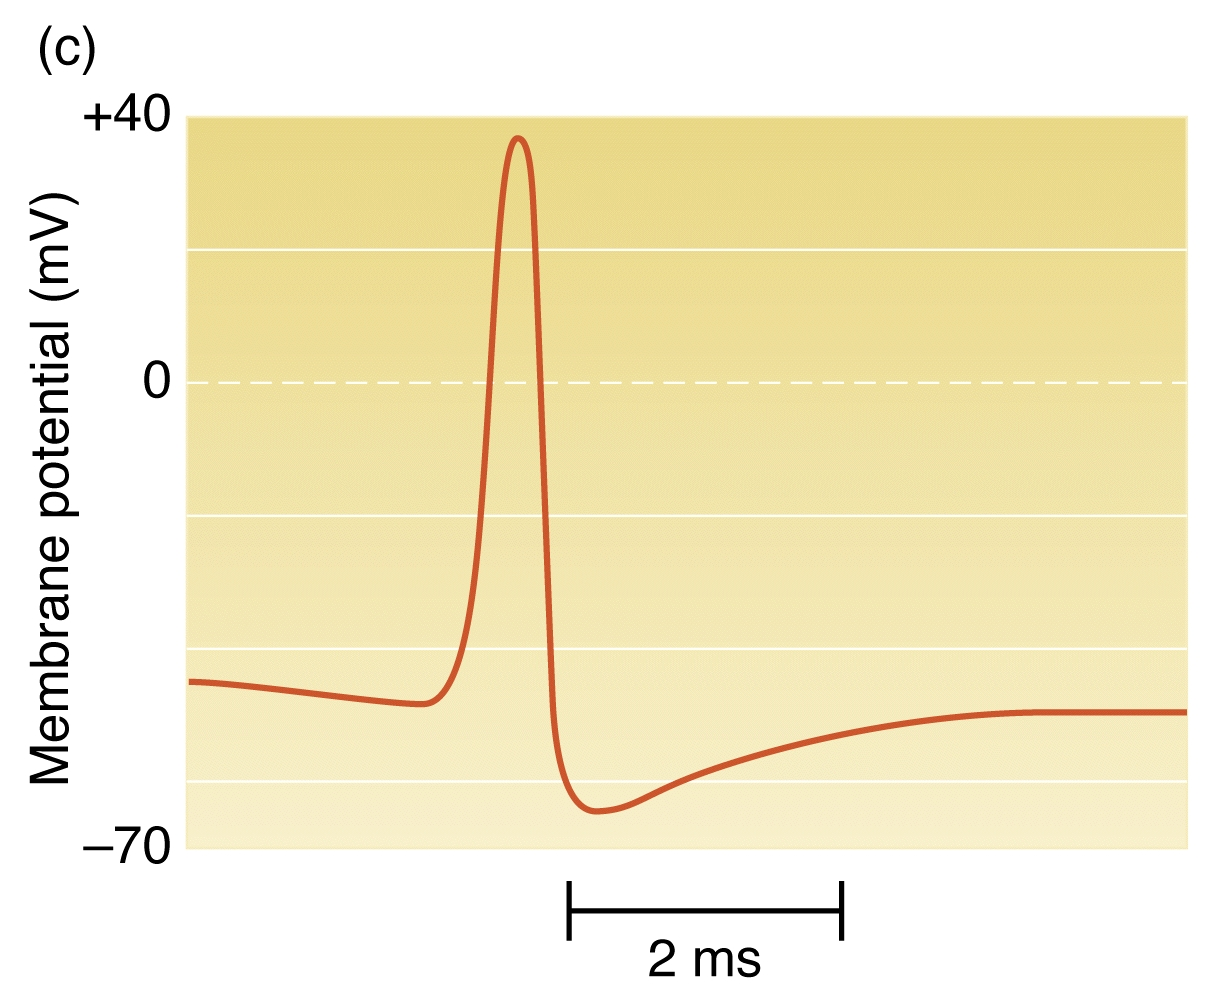 (c)
+40
0
–70
Membrane potential (mV)
2 ms